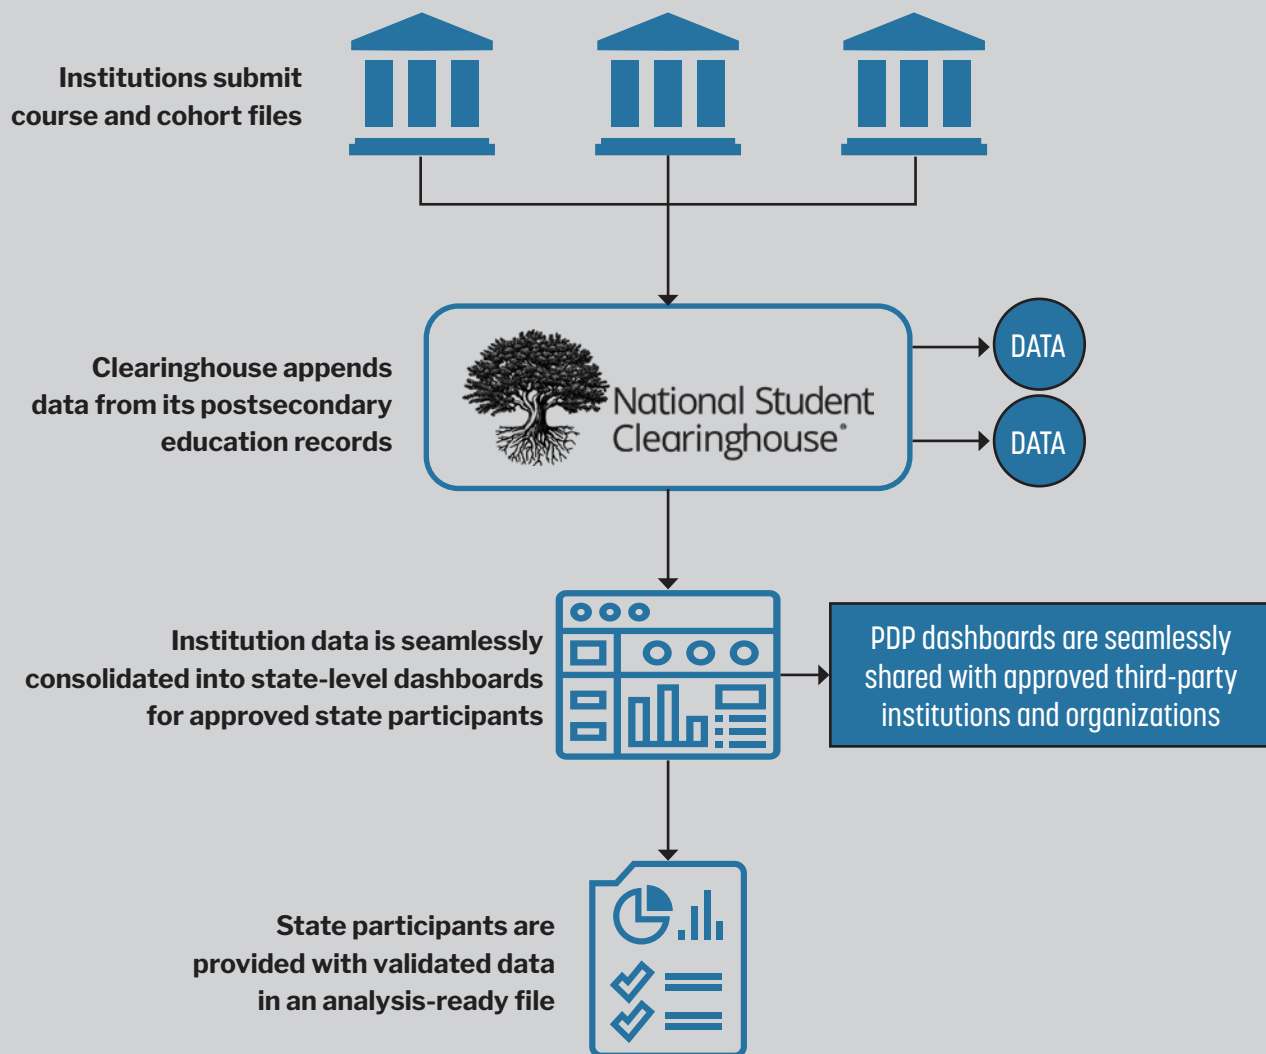 Institutions submit
course and cohort files
Clearinghouse appends
data from its postsecondary
education records
National Student
Clearinghouse®
DATA
DATA
Institution data is seamlessly
consolidated into state-level dashboards
for approved state participants
PDP dashboards are seamlessly
shared with approved third-party
institutions and organizations
State participants are
provided with validated data
in an analysis-ready file